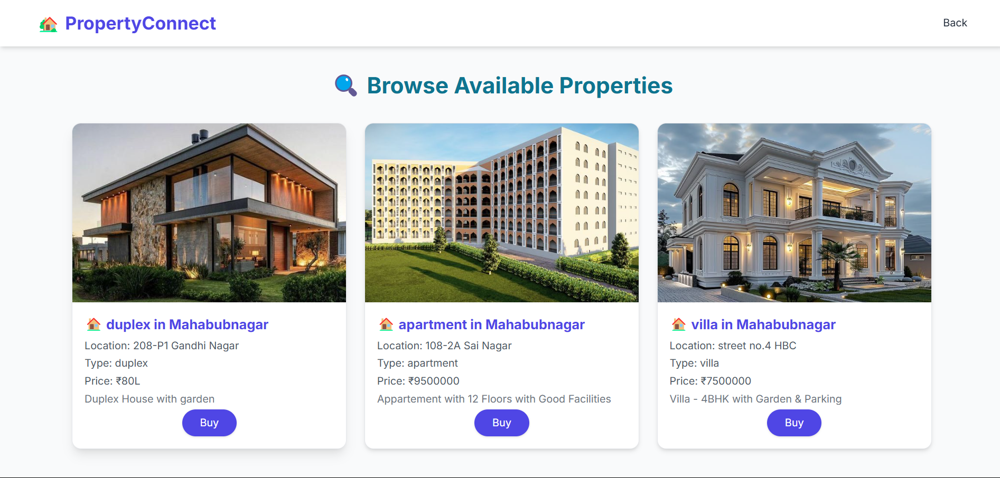 PropertyConnect
Back
Browse Available Properties
duplex in Mahabubnagar
Location: 208-P1 Gandhi Nagar
Type: duplex
Price: ₹80L
Duplex House with garden
Buy
apartment in Mahabubnagar
Location: 108-2A Sai Nagar
Type: apartment
Price: ₹9500000
Appartement with 12 Floors with Good Facilities
Buy
villa in Mahabubnagar
Location: street no.4 HBC
Type: villa
Price: ₹7500000
Villa - 4BHK with Garden & Parking
Buy